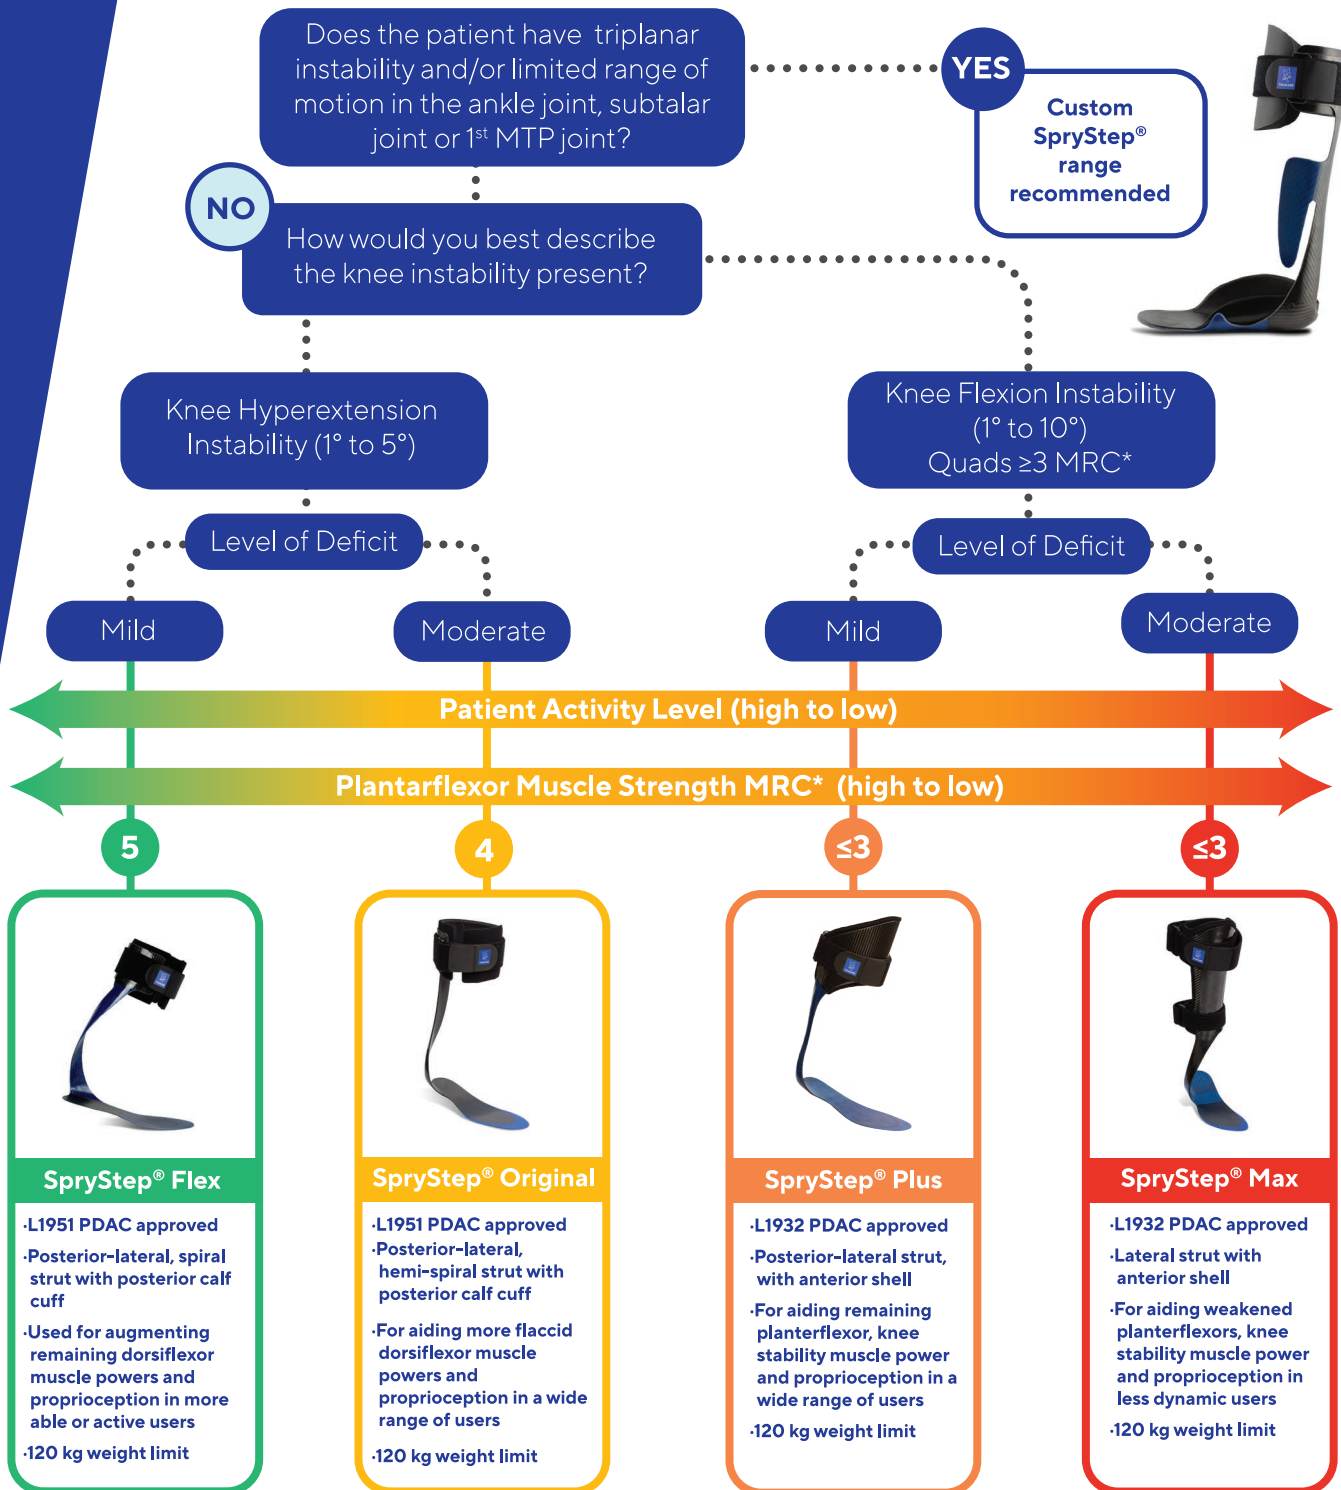 Does the patient have triplanar
instability and/or limited range of
motion in the ankle joint, subtalar
joint or 1st MTP joint?
YES
Custom
SpryStep®
range
recommended
NO
How would you best describe
the knee instability present?
Knee Hyperextension
Instability (1° to 5°)
Knee Flexion Instability
(1° to 10°)
Quads ≥3 MRC*
Level of Deficit
Level of Deficit
Mild
Moderate
Mild
Moderate
Patient Activity Level (high to low)
Plantarflexor Muscle Strength MRC* (high to low)
5
4
≤3
≤3
SpryStep® Flex
·L1951 PDAC approved
·Posterior-lateral, spiral
strut with posterior calf
cuff
·Used for augmenting
remaining dorsiflexor
muscle powers and
proprioception in more
able or active users
·120 kg weight limit
SpryStep® Original
·L1951 PDAC approved
·Posterior-lateral,
hemi-spiral strut with
posterior calf cuff
·For aiding more flaccid
dorsiflexor muscle
powers and
proprioception in a wide
range of users
·120 kg weight limit
SpryStep® Plus
·L1932 PDAC approved
·Posterior-lateral strut,
with anterior shell
·For aiding remaining
planterflexor, knee
stability muscle power
and proprioception in a
wide range of users
·120 kg weight limit
SpryStep® Max
·L1932 PDAC approved
·Lateral strut with
anterior shell
·For aiding weakened
planterflexors, knee
stability muscle power
and proprioception in
less dynamic users
·120 kg weight limit